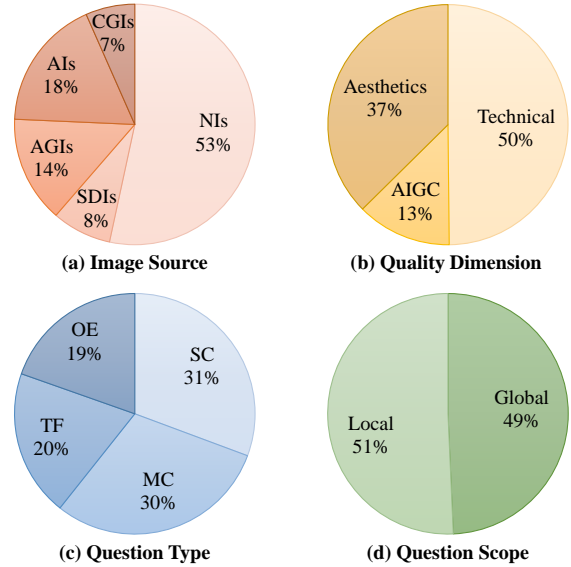 CGIs
7%
AIs
18%
NIs
53%
AGIs
14%
SDIs
8%
(a) Image Source
Aesthetics
37%
Technical
50%
AIGC
13%
(b) Quality Dimension
OE
19%
SC
31%
TF
20%
MC
30%
(c) Question Type
Global
49%
Local
51%
(d) Question Scope